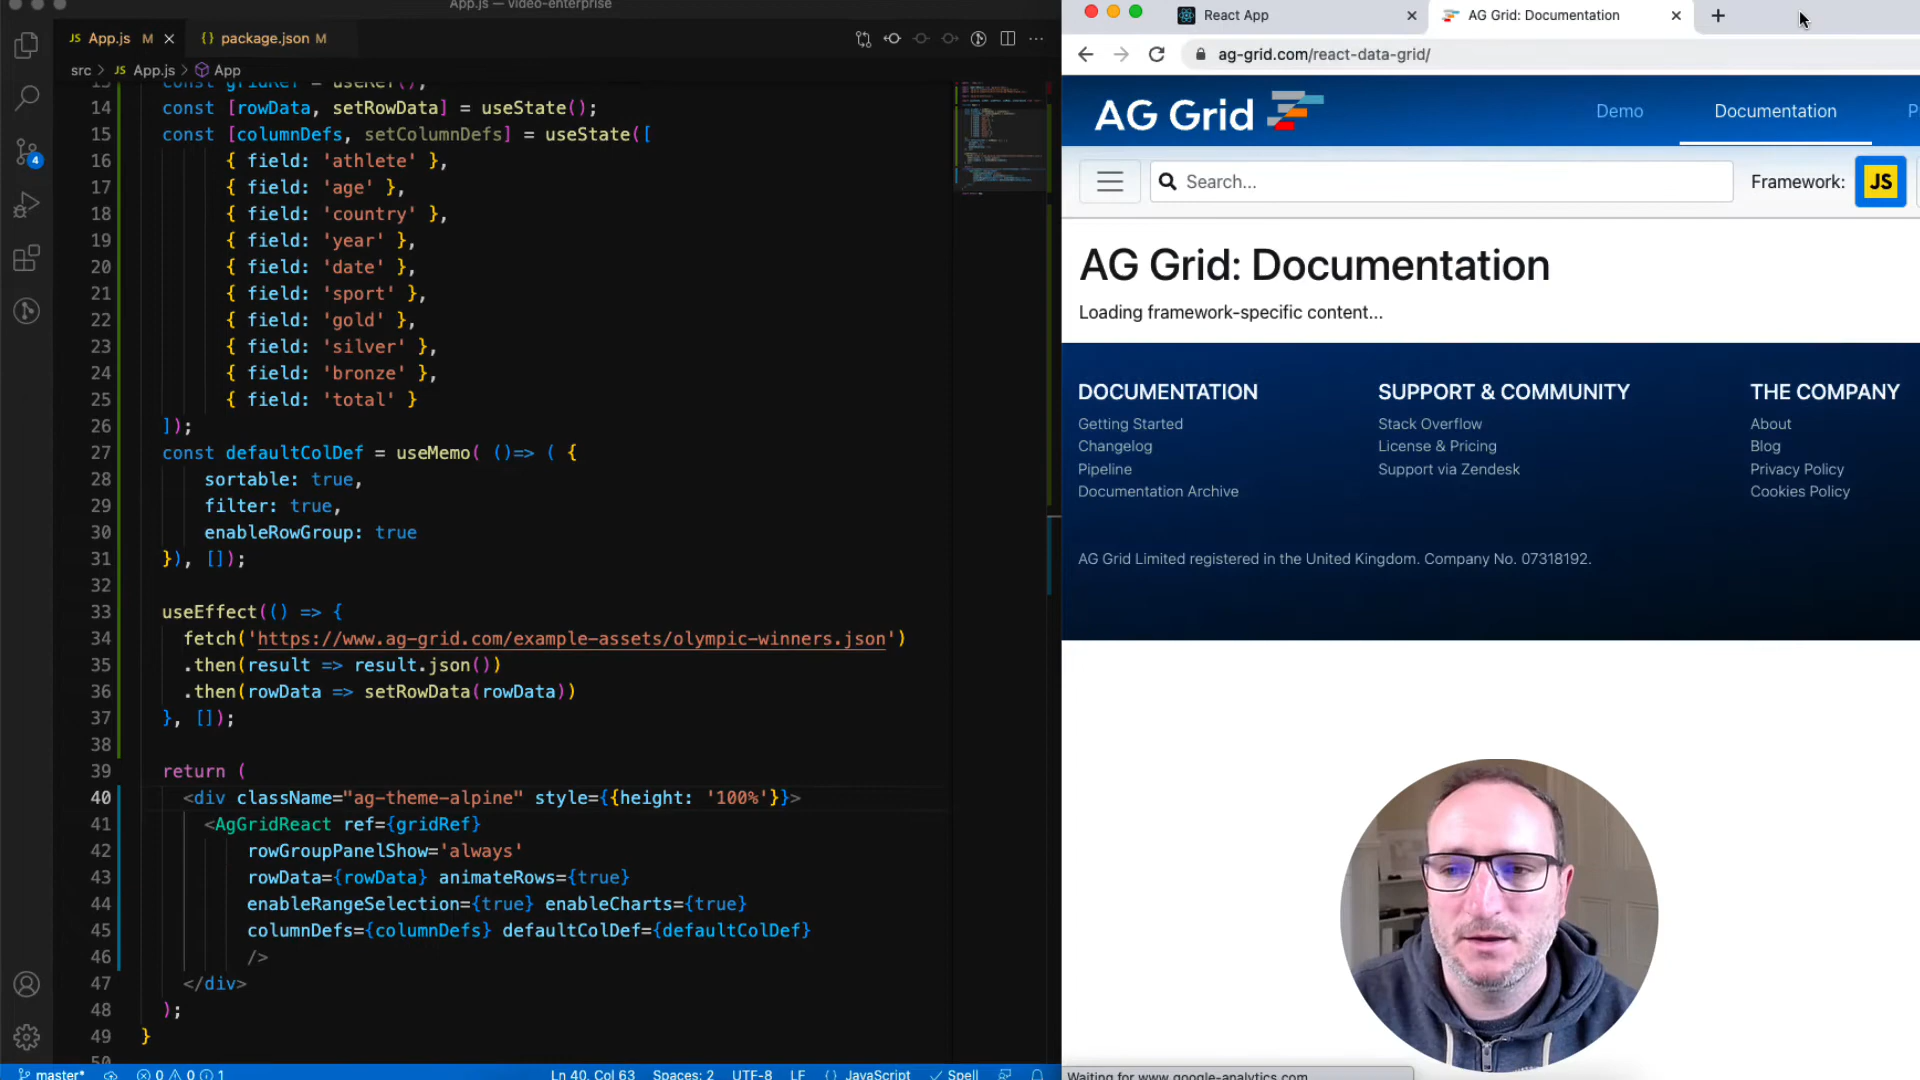 App.js — video-enterprise
JS App.js M
{} package.json M
src > JS App.js > App
13 const gridRef = useRef();
14 const [rowData, setRowData] = useState();
15 const [columnDefs, setColumnDefs] = useState([
16 { field: 'athlete' },
17 { field: 'age' },
18 { field: 'country' },
19 { field: 'year' },
20 { field: 'date' },
21 { field: 'sport' },
22 { field: 'gold' },
23 { field: 'silver' },
24 { field: 'bronze' },
25 { field: 'total' }
26 ]);
27 const defaultColDef = useMemo( ()=> ( {
28 sortable: true,
29 filter: true,
30 enableRowGroup: true
31 }), []);
32
33 useEffect(() => {
34 fetch('https://www.ag-grid.com/example-assets/olympic-winners.json')
35 .then(result => result.json())
36 .then(rowData => setRowData(rowData))
37 }, []);
38
39 return (
40 <div className="ag-theme-alpine" style={{height: '100%'}}>
41 <AgGridReact ref={gridRef}
42 rowGroupPanelShow='always'
43 rowData={rowData} animateRows={true}
44 enableRangeSelection={true} enableCharts={true}
45 columnDefs={columnDefs} defaultColDef={defaultColDef}
46 />
47 </div>
48 );
49 }
50
4
master* 0 0 1 Ln 40, Col 63 Spaces: 2 UTF-8 LF {} JavaScript Spell
React App
AG Grid: Documentation
ag-grid.com/react-data-grid/
AG Grid
Demo
Documentation
P
Search...
Framework:
JS
AG Grid: Documentation
Loading framework-specific content...
DOCUMENTATION
Getting Started
Changelog
Pipeline
Documentation Archive
SUPPORT & COMMUNITY
Stack Overflow
License & Pricing
Support via Zendesk
THE COMPANY
About
Blog
Privacy Policy
Cookies Policy
AG Grid Limited registered in the United Kingdom. Company No. 07318192.
Waiting for www.google-analytics.com